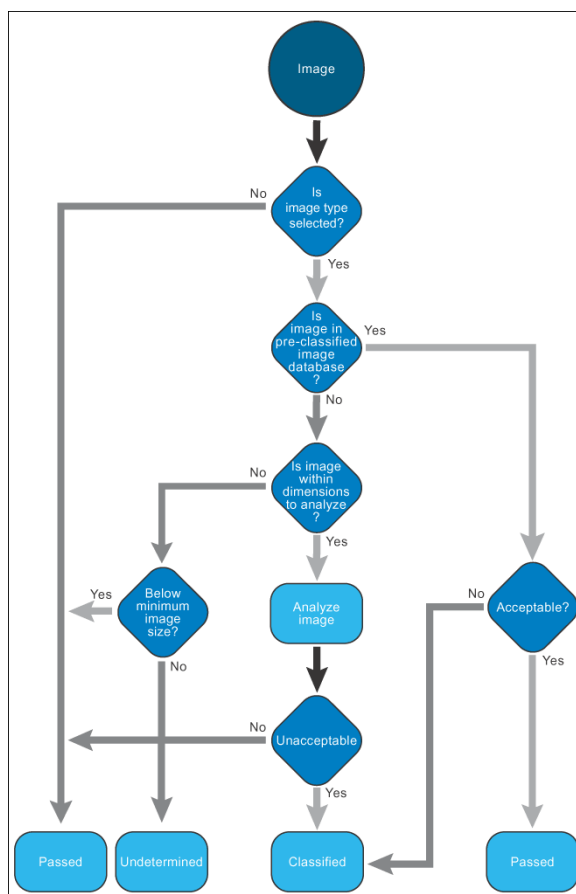 Image
No
Is
image type
selected?
Yes
Is
image in
pre-classified
image
database
?
Yes
No
Is image
within
dimensions
to analyze
?
No
Yes
Below
minimum
image
size?
Yes
No
Analyze
image
No
Acceptable?
Yes
Unacceptable
No
Yes
Passed
Undetermined
Classified
Passed